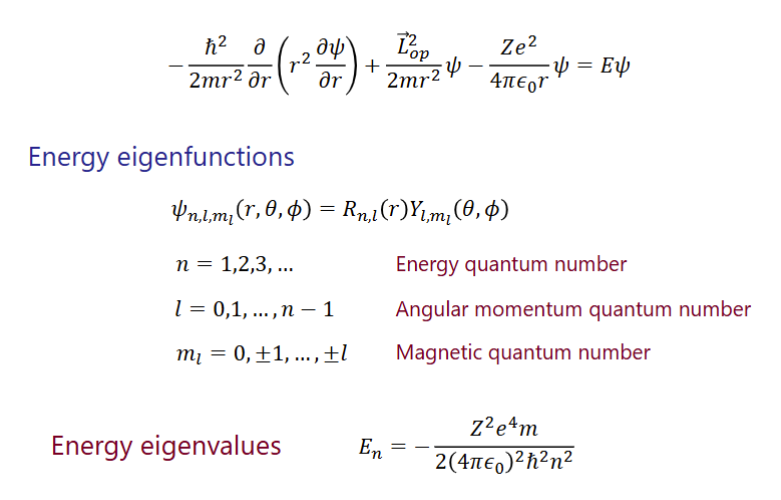 $-\frac{\hbar^2}{2mr^2}\frac{\partial}{\partial r}\left(r^2\frac{\partial\psi}{\partial r}\right)+\frac{\vec{L}_{op}^2}{2mr^2}\psi-\frac{Ze^2}{4\pi\epsilon_0 r}\psi=E\psi$
Energy eigenfunctions
$\psi_{n,l,m_l}(r,\theta,\phi)=R_{n,l}(r)Y_{l,m_l}(\theta,\phi)$
$n=1,2,3,\ldots$ Energy quantum number
$l=0,1,\ldots,n-1$ Angular momentum quantum number
$m_l=0,\pm1,\ldots,\pm l$ Magnetic quantum number
Energy eigenvalues $E_n=-\frac{Z^2e^4m}{2(4\pi\epsilon_0)^2\hbar^2n^2}$